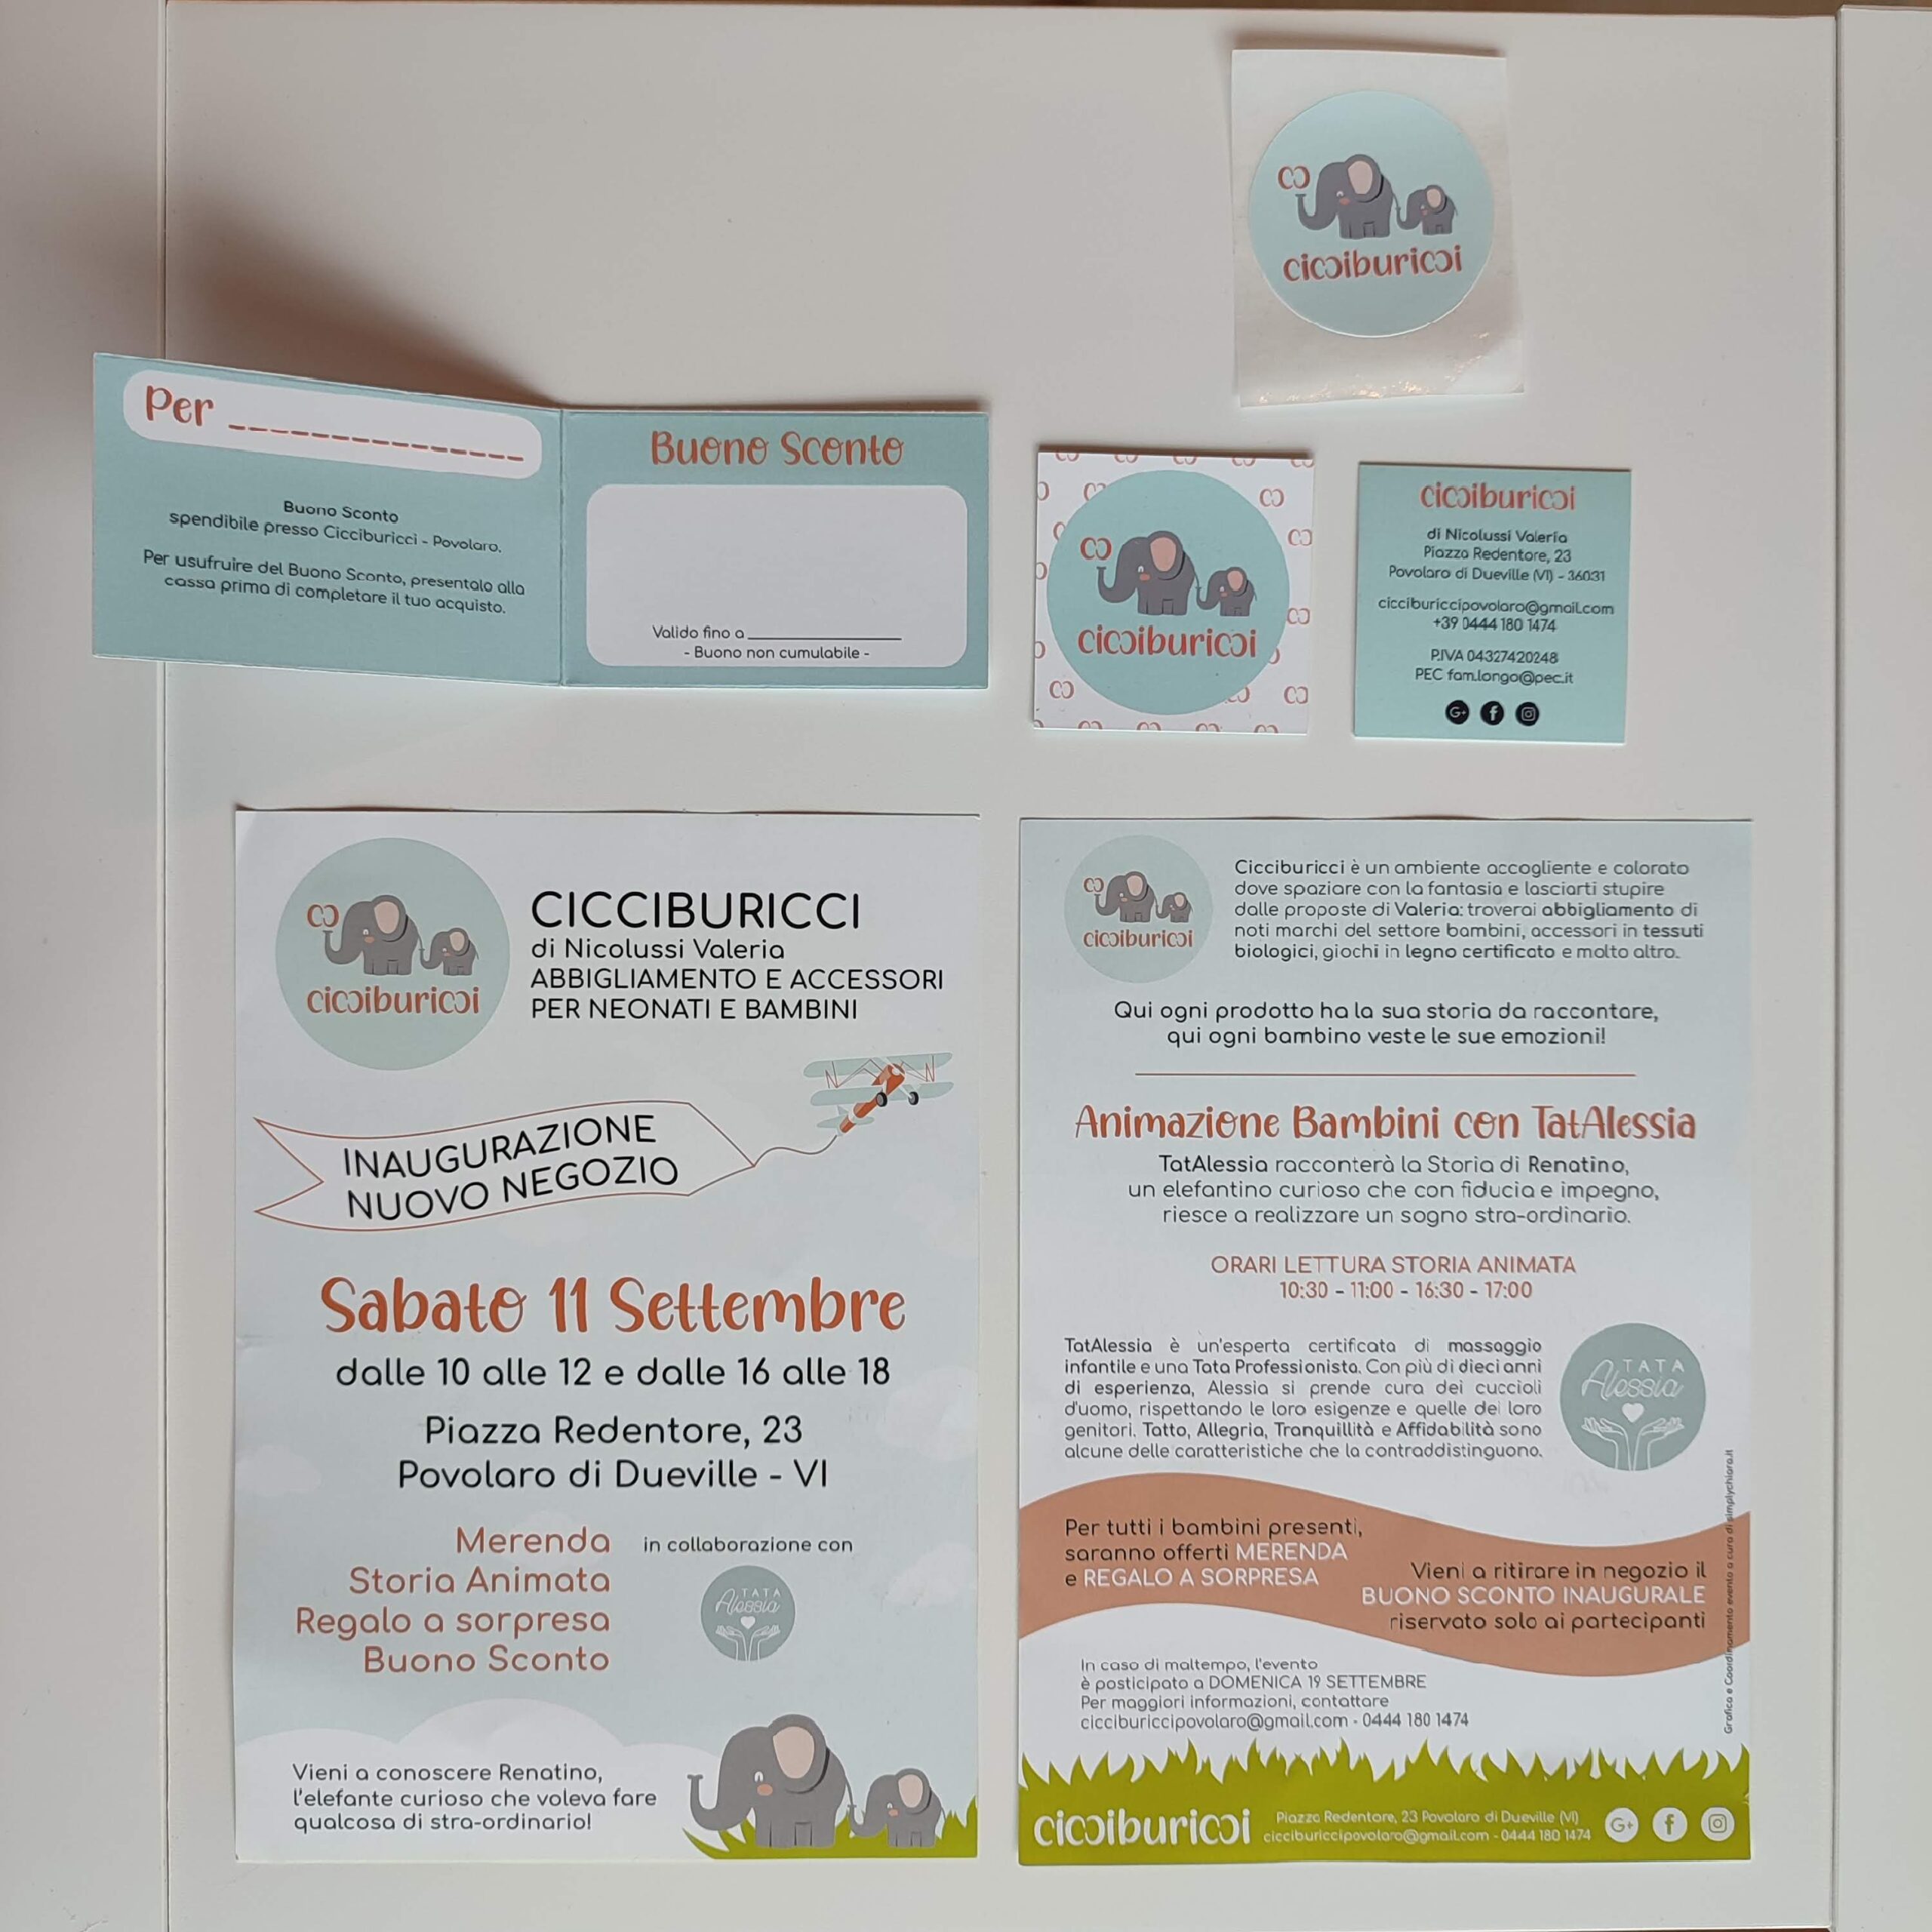 cicciburicci
Per
Buono Sconto
spendibile presso Cicciburicci - Povolaro.
Per usufruire del Buono Sconto, presentalo alla
cassa prima di completare il tuo acquisto.
Buono Sconto
Valido fino a
- Buono non cumulabile -
cicciburicci
cicciburicci
di Nicolussi Valeria
Piazza Redentore, 23
Povolaro di Dueville (VI) - 36031
cicciburiccipovolaro@gmail.com
+39 0444 180 1474
P.IVA 04327420248
PEC fam.longo@pec.it
G+ f
cicciburicci
CICCIBURICCI
di Nicolussi Valeria
ABBIGLIAMENTO E ACCESSORI
PER NEONATI E BAMBINI
INAUGURAZIONE
NUOVO NEGOZIO
Sabato 11 Settembre
dalle 10 alle 12 e dalle 16 alle 18
Piazza Redentore, 23
Povolaro di Dueville - VI
Merenda
Storia Animata
Regalo a sorpresa
Buono Sconto
in collaborazione con
TATA
Alessia
Vieni a conoscere Renatino,
l'elefante curioso che voleva fare
qualcosa di stra-ordinario!
cicciburicci
Cicciburicci è un ambiente accogliente e colorato
dove spaziare con la fantasia e lasciarti stupire
dalle proposte di Valeria: troverai abbigliamento di
noti marchi del settore bambini, accessori in tessuti
biologici, giochi in legno certificato e molto altro.
Qui ogni prodotto ha la sua storia da raccontare,
qui ogni bambino veste le sue emozioni!
Animazione Bambini con TatAlessia
TatAlessia racconterà la Storia di Renatino,
un elefantino curioso che con fiducia e impegno,
riesce a realizzare un sogno stra-ordinario.
ORARI LETTURA STORIA ANIMATA
10:30 - 11:00 - 16:30 - 17:00
TatAlessia è un'esperta certificata di massaggio
infantile e una Tata Professionista. Con più di dieci anni
di esperienza, Alessia si prende cura dei cuccioli
d'uomo, rispettando le loro esigenze e quelle dei loro
genitori. Tatto, Allegria, Tranquillità e Affidabilità sono
alcune delle caratteristiche che la contraddistinguono.
TATA
Alessia
Per tutti i bambini presenti,
saranno offerti MERENDA
e REGALO A SORPRESA
Vieni a ritirare in negozio il
BUONO SCONTO INAUGURALE
riservato solo ai partecipanti
In caso di maltempo, l'evento
è posticipato a DOMENICA 19 SETTEMBRE
Per maggiori informazioni, contattare
cicciburiccipovolaro@gmail.com - 0444 180 1474
Grafica e Coordinamento evento a cura di simplychiara.it
cicciburicci
Piazza Redentore, 23 Povolaro di Dueville (VI)
cicciburiccipovolaro@gmail.com - 0444 180 1474
G+ f